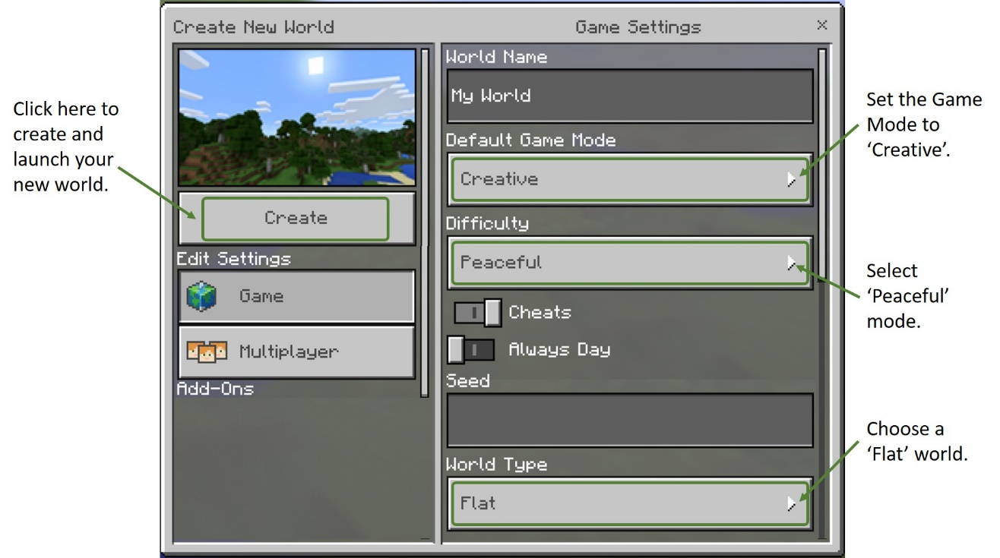 Create New World
Game Settings
Click here to
create and
launch your
new world.
Create
Edit Settings
Game
Multiplayer
Add-Ons
World Name
My World
Default Game Mode
Creative
Difficulty
Peaceful
Cheats
Always Day
Seed
World Type
Flat
Set the Game
Mode to
‘Creative’.
Select
‘Peaceful’
mode.
Choose a
‘Flat’ world.